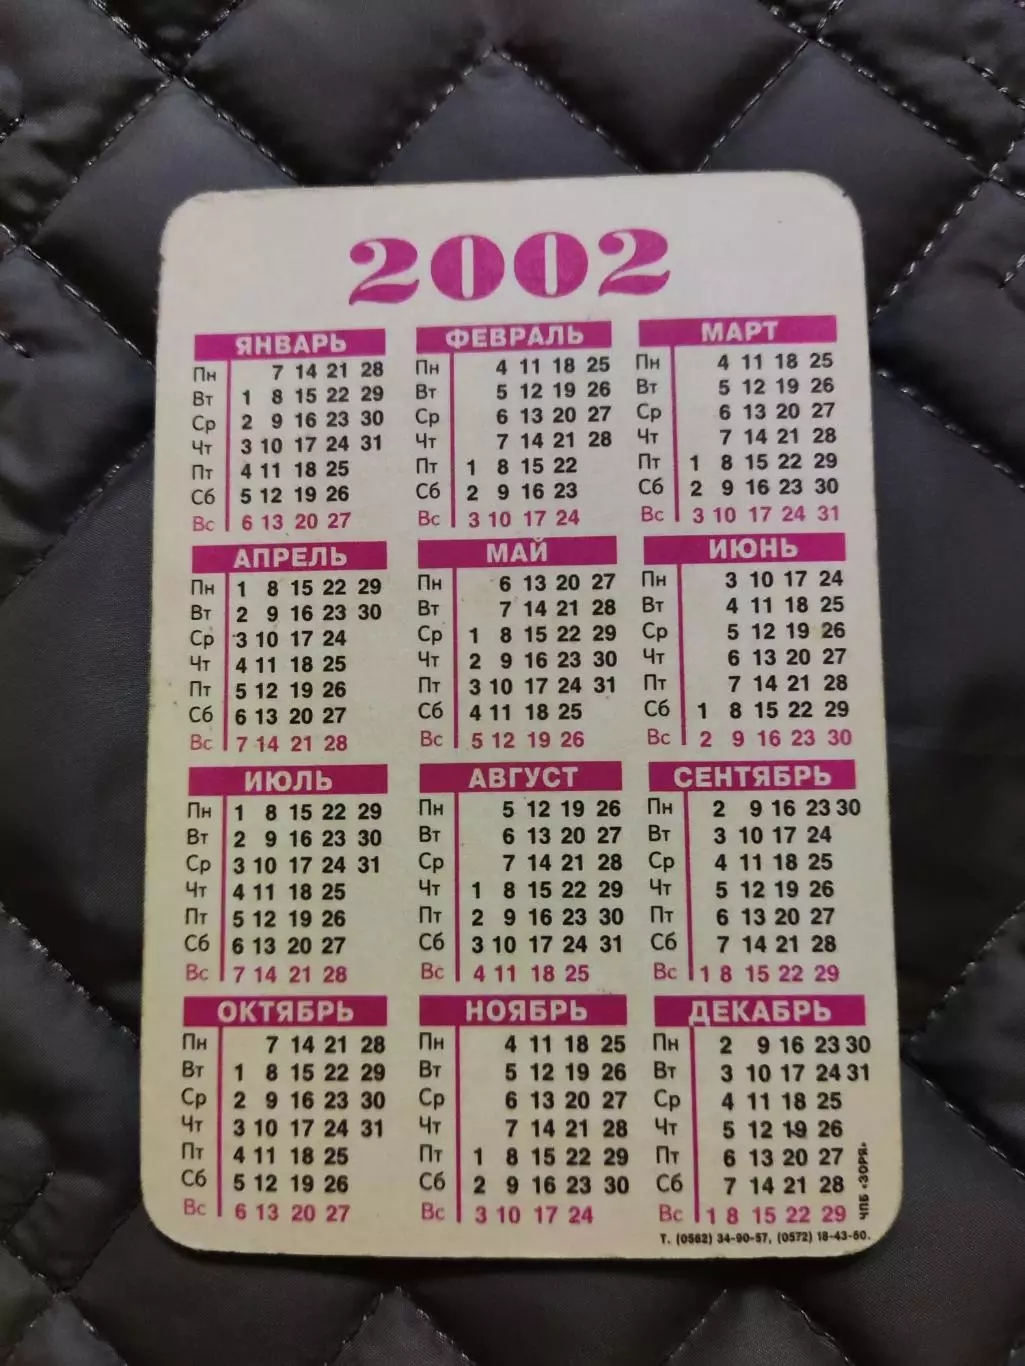 2002
ЯНВАРЬ ФЕВРАЛЬ МАРТ
Пн 7 14 21 28 Пн 4 11 18 25 Пн 4 11 18 25
Вт 1 8 15 22 29 Вт 5 12 19 26 Вт 5 12 19 26
Ср 2 9 16 23 30 Ср 6 13 20 27 Ср 6 13 20 27
Чт 3 10 17 24 31 Чт 7 14 21 28 Чт 7 14 21 28
Пт 4 11 18 25 Пт 1 8 15 22 Пт 1 8 15 22 29
Сб 5 12 19 26 Сб 2 9 16 23 Сб 2 9 16 23 30
Вс 6 13 20 27 Вс 3 10 17 24 Вс 3 10 17 24 31
АПРЕЛЬ МАЙ ИЮНЬ
Пн 1 8 15 22 29 Пн 6 13 20 27 Пн 3 10 17 24
Вт 2 9 16 23 30 Вт 7 14 21 28 Вт 4 11 18 25
Ср 3 10 17 24 Ср 1 8 15 22 29 Ср 5 12 19 26
Чт 4 11 18 25 Чт 2 9 16 23 30 Чт 6 13 20 27
Пт 5 12 19 26 Пт 3 10 17 24 31 Пт 7 14 21 28
Сб 6 13 20 27 Сб 4 11 18 25 Сб 1 8 15 22 29
Вс 7 14 21 28 Вс 5 12 19 26 Вс 2 9 16 23 30
ИЮЛЬ АВГУСТ СЕНТЯБРЬ
Пн 1 8 15 22 29 Пн 5 12 19 26 Пн 2 9 16 23 30
Вт 2 9 16 23 30 Вт 6 13 20 27 Вт 3 10 17 24
Ср 3 10 17 24 31 Ср 7 14 21 28 Ср 4 11 18 25
Чт 4 11 18 25 Чт 1 8 15 22 29 Чт 5 12 19 26
Пт 5 12 19 26 Пт 2 9 16 23 30 Пт 6 13 20 27
Сб 6 13 20 27 Сб 3 10 17 24 31 Сб 7 14 21 28
Вс 7 14 21 28 Вс 4 11 18 25 Вс 1 8 15 22 29
ОКТЯБРЬ НОЯБРЬ ДЕКАБРЬ
Пн 7 14 21 28 Пн 4 11 18 25 Пн 2 9 16 23 30
Вт 1 8 15 22 29 Вт 5 12 19 26 Вт 3 10 17 24 31
Ср 2 9 16 23 30 Ср 6 13 20 27 Ср 4 11 18 25
Чт 3 10 17 24 31 Чт 7 14 21 28 Чт 5 12 19 26
Пт 4 11 18 25 Пт 1 8 15 22 29 Пт 6 13 20 27
Сб 5 12 19 26 Сб 2 9 16 23 30 Сб 7 14 21 28
Вс 6 13 20 27 Вс 3 10 17 24 Вс 1 8 15 22 29
ЧПБ «ЗОРЯ»
Т. (0562) 34-90-57, (0572) 18-43-50.